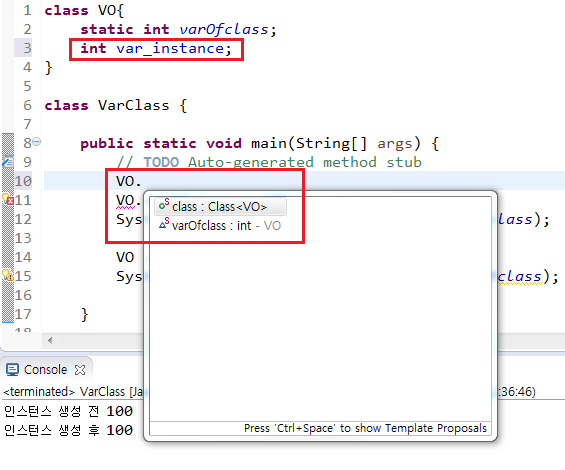 1 class VO{
2 static int varOfclass;
3 int var_instance;
4 }
5
6 class VarClass {
7
8 public static void main(String[] args) {
9 // TODO Auto-generated method stub
10 VO.
11 VO.
12 Sys lass);
13
14 VO
15 Sys class);
16
17 }
18
class : Class<VO>
varOfclass : int - VO
Press 'Ctrl+Space' to show Template Proposals
Console
<terminated> VarClass [Ja :36:46)
인스턴스 생성 전 100
인스턴스 생성 후 100